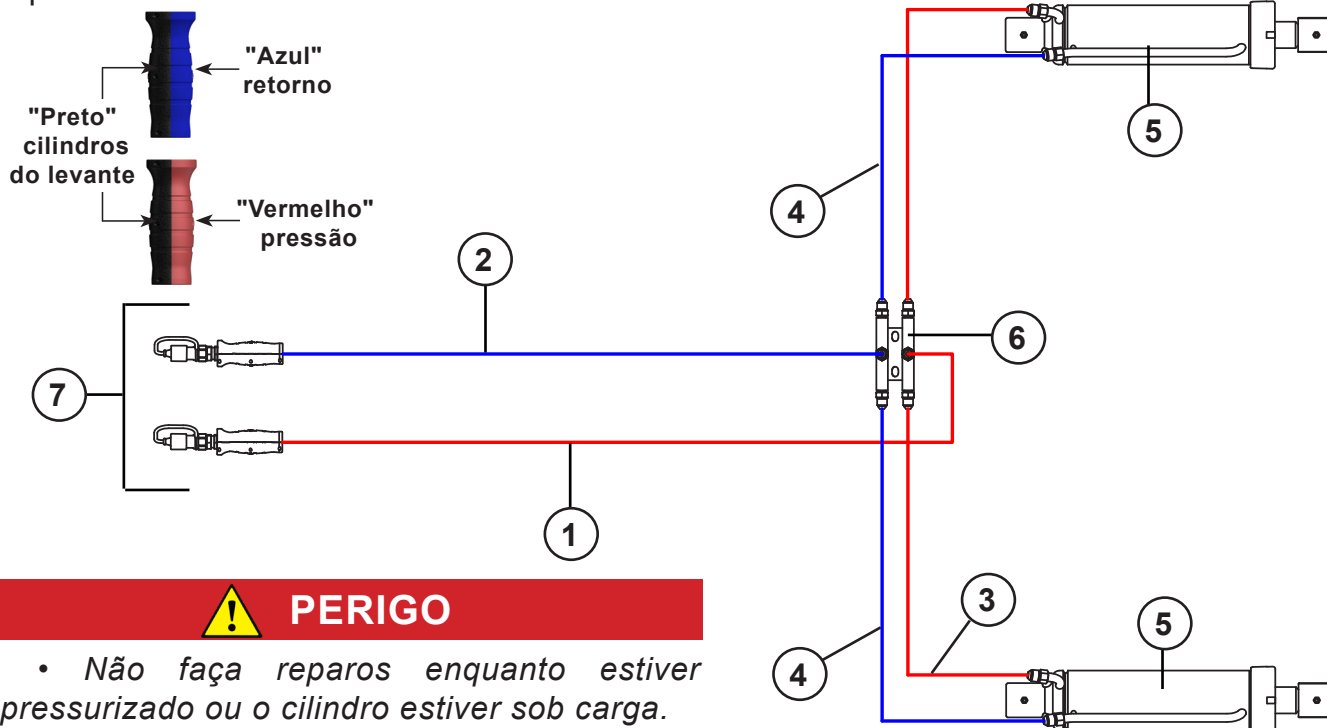 "Azul"
retorno
"Preto"
cilindros
do levante
"Vermelho"
pressão
5
4
2
6
7
1
3
5
4
PERIGO
• Não faça reparos enquanto estiver
pressurizado ou o cilindro estiver sob carga.